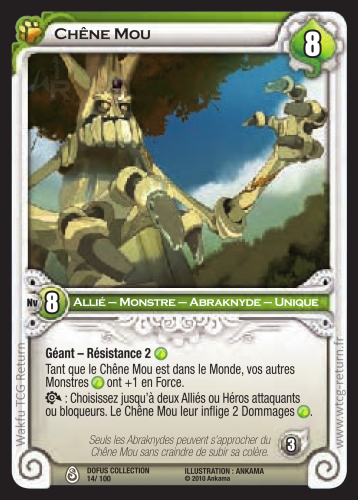 Chêne Mou
8
Nv 8
Allié – Monstre – Abraknyde – Unique
Géant – Résistance 2
Tant que le Chêne Mou est dans le Monde, vos autres
Monstres ont +1 en Force.
: Choisissez jusqu'à deux Alliés ou Héros attaquants
ou bloqueurs. Le Chêne Mou leur inflige 2 Dommages .
Seuls les Abraknydes peuvent s'approcher du
Chêne Mou sans craindre de subir sa colère.
3
DOFUS COLLECTION
14/ 100
ILLUSTRATION : ANKAMA
© 2010 Ankama
Wakfu TCG Return
www.wtcg-return.fr